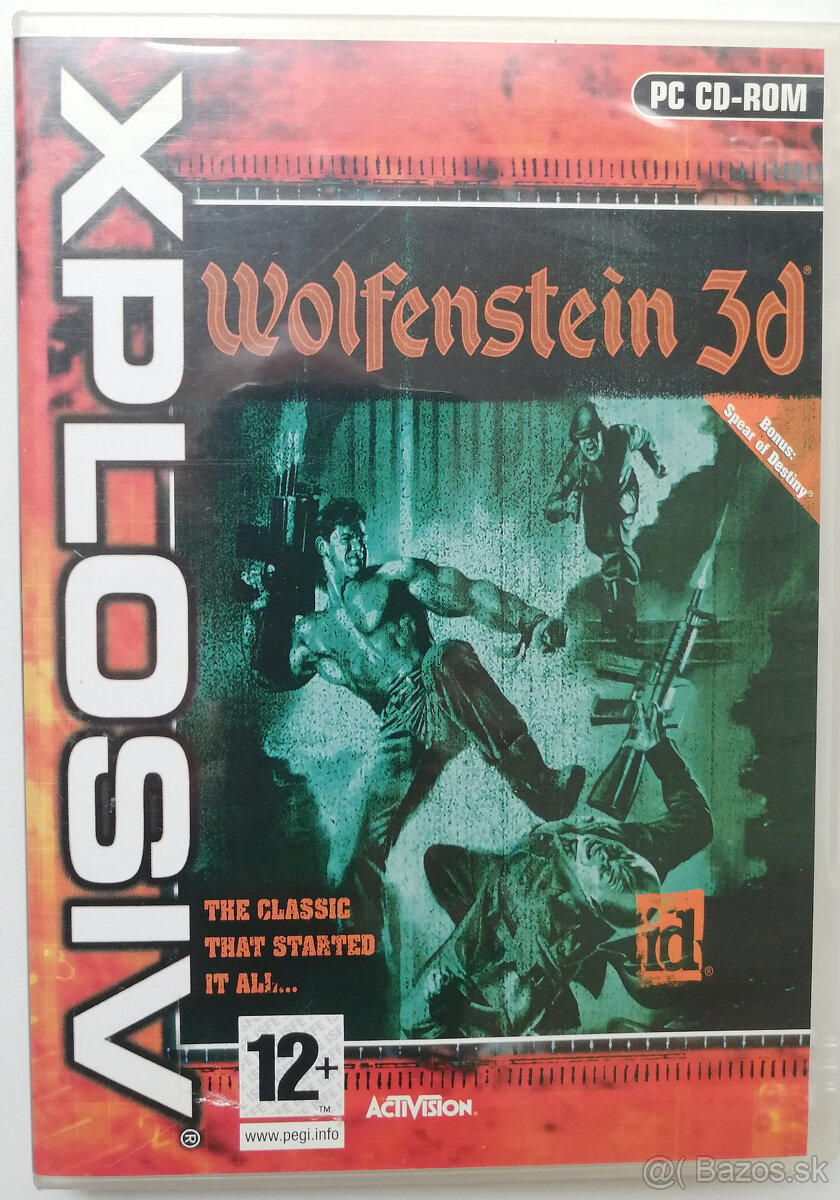 XPLOSIV®
PC CD-ROM
Wolfenstein 3d®
Bonus:
Spear of Destiny®
THE CLASSIC
THAT STARTED
IT ALL...
id®
12+™
www.pegi.info
ACTIVISION®
@( Bazos.sk